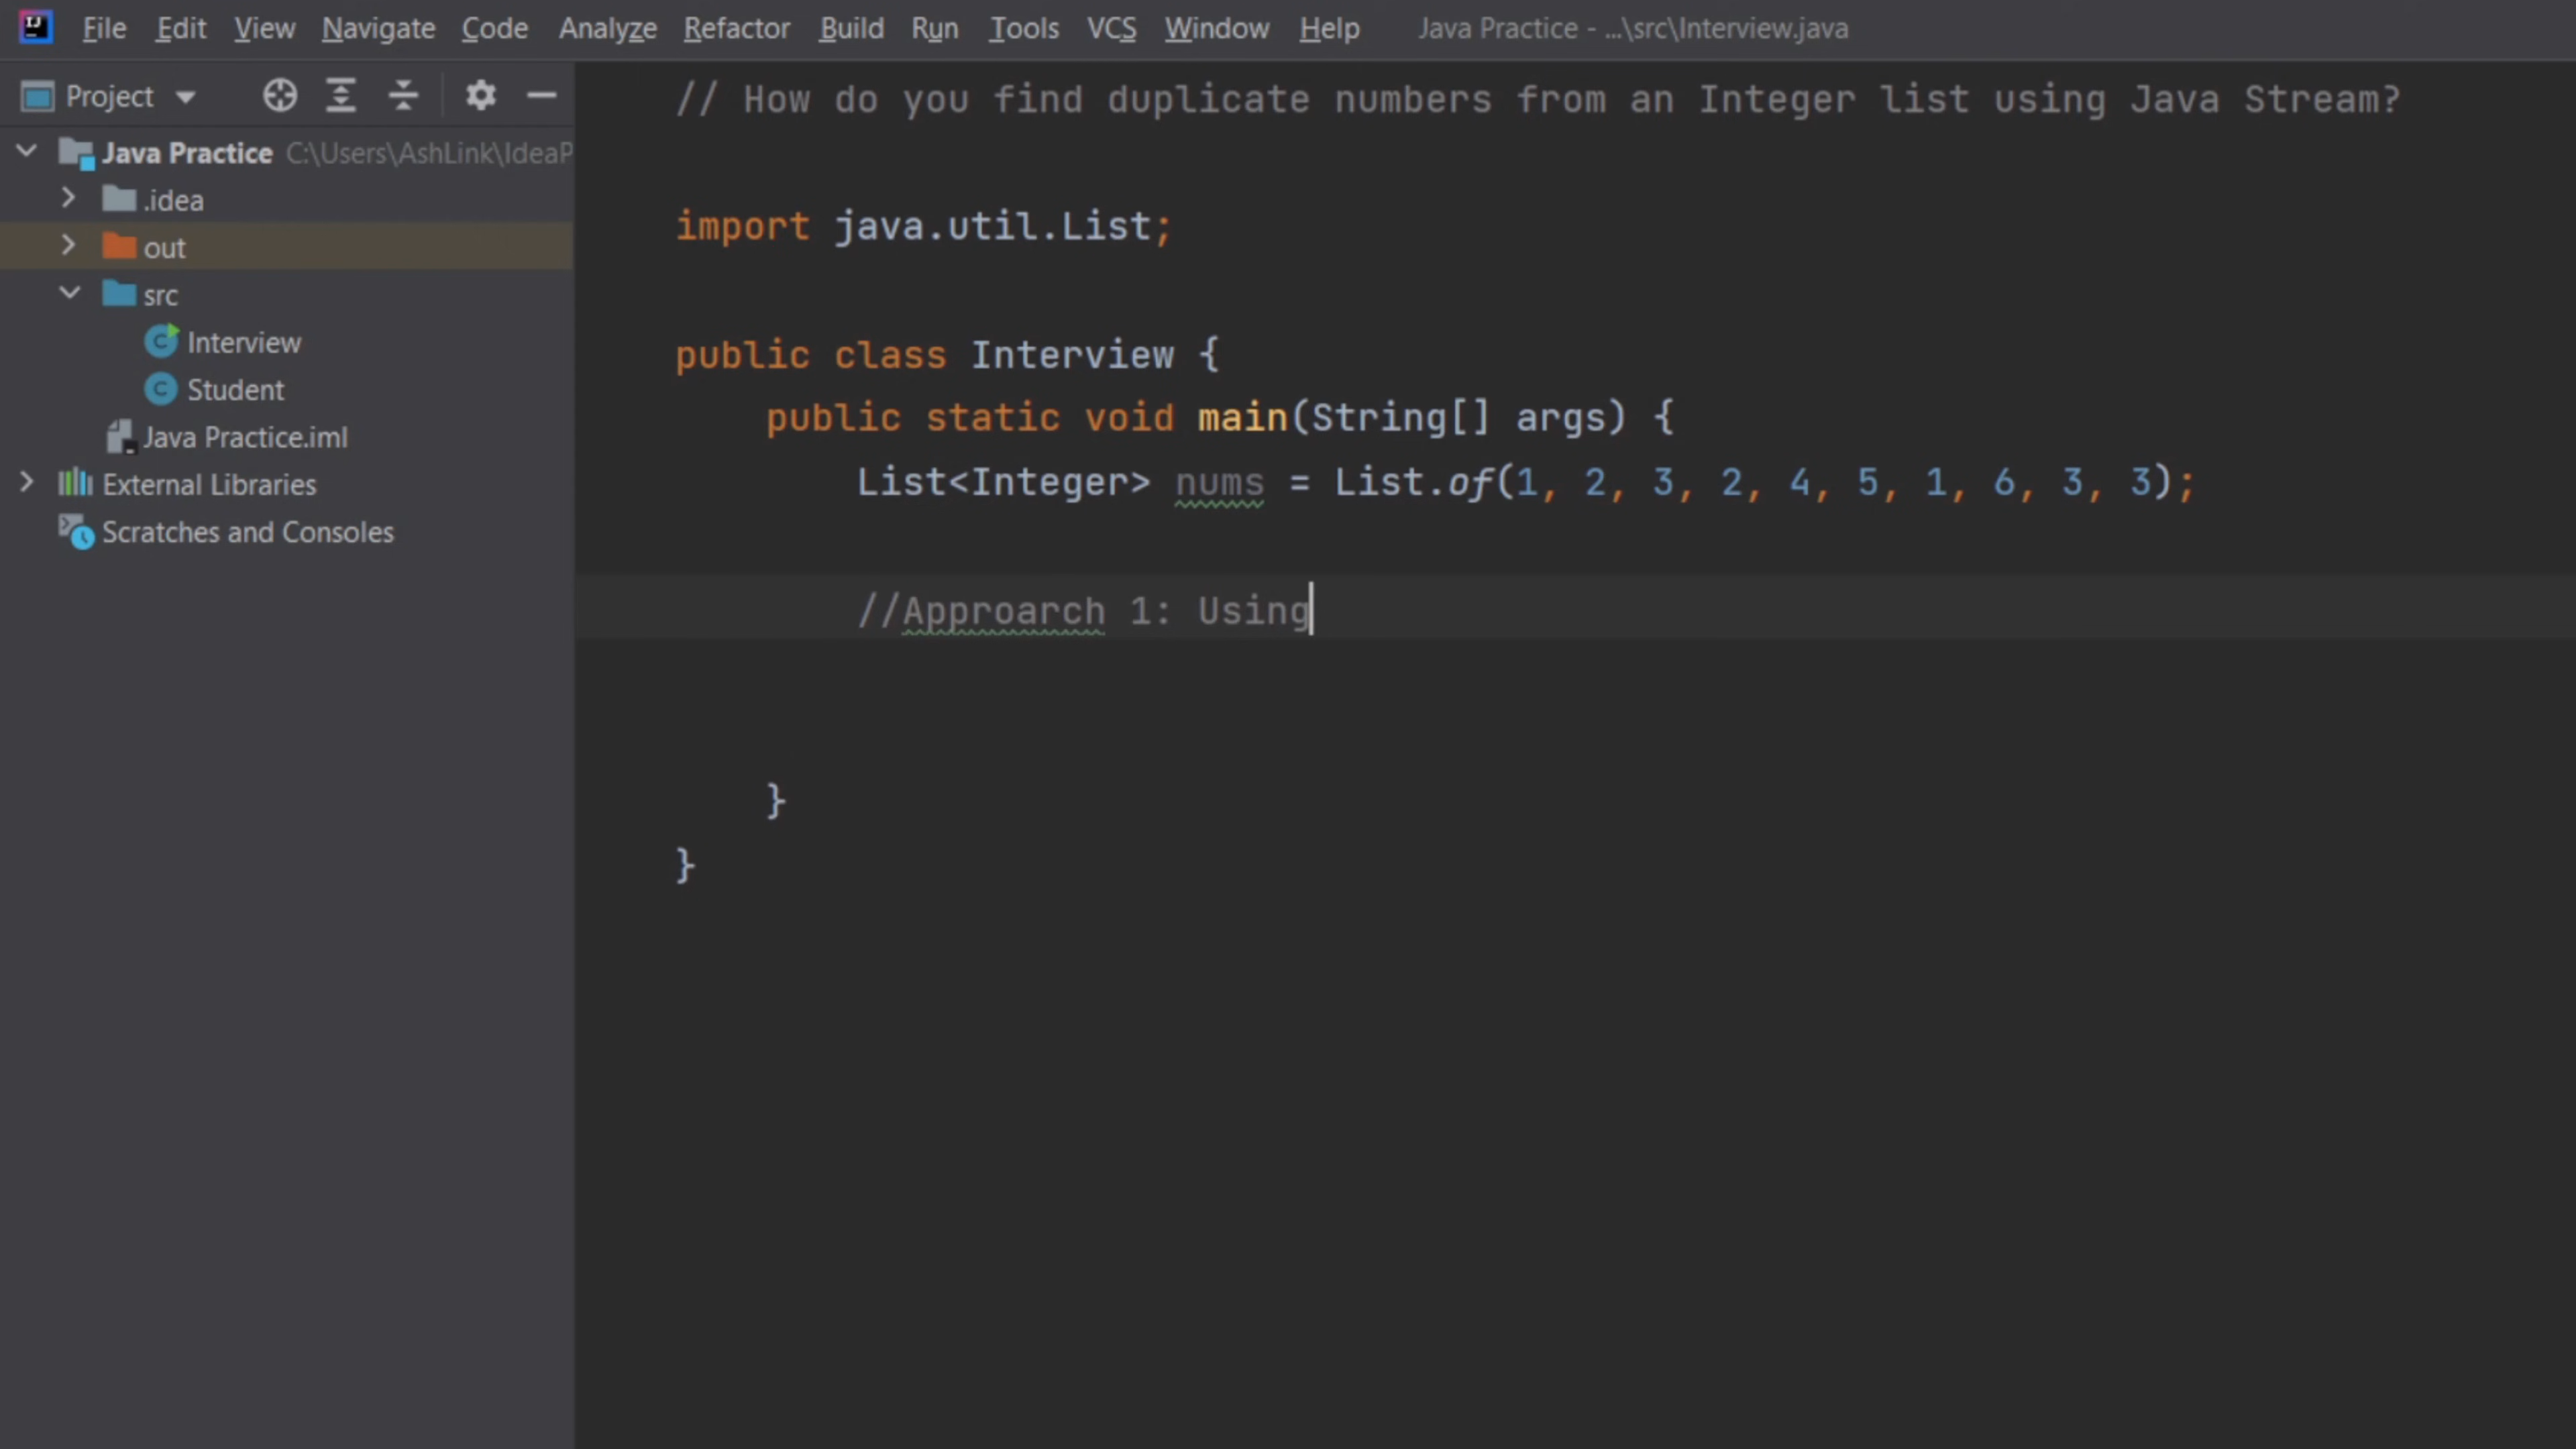 File Edit View Navigate Code Analyze Refactor Build Run Tools VCS Window Help Java Practice - ...\src\Interview.java
Project
Java Practice C:\Users\AshLink\IdeaP
.idea
out
src
Interview
Student
Java Practice.iml
External Libraries
Scratches and Consoles
// How do you find duplicate numbers from an Integer list using Java Stream?
import java.util.List;
public class Interview {
public static void main(String[] args) {
List<Integer> nums = List.of(1, 2, 3, 2, 4, 5, 1, 6, 3, 3);
//Approarch 1: Using
}
}